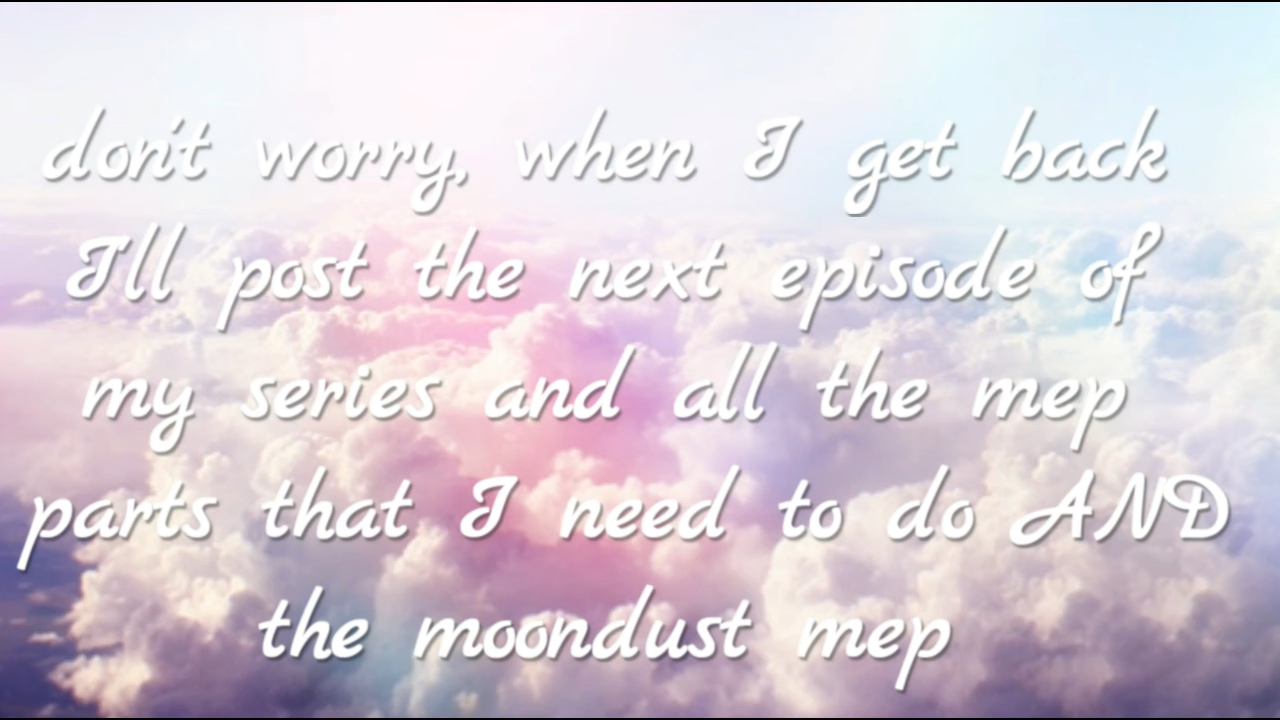 don't worry, when I get back
I'll post the next episode of
my series and all the mep
parts that I need to do AND
the moondust mep